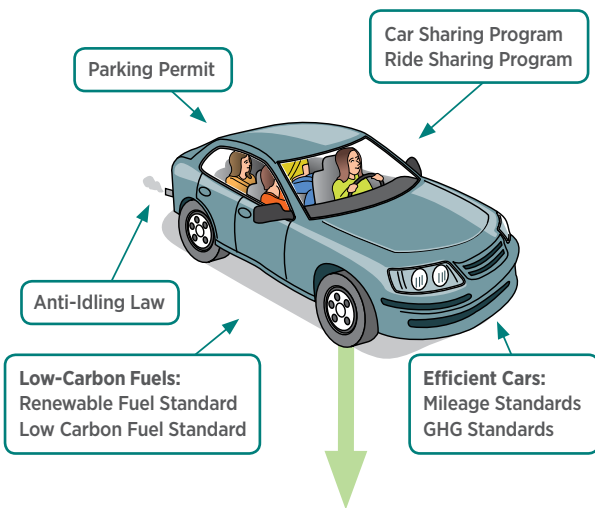 Parking Permit
Car Sharing Program
Ride Sharing Program
Anti-Idling Law
Low-Carbon Fuels:
Renewable Fuel Standard
Low Carbon Fuel Standard
Efficient Cars:
Mileage Standards
GHG Standards